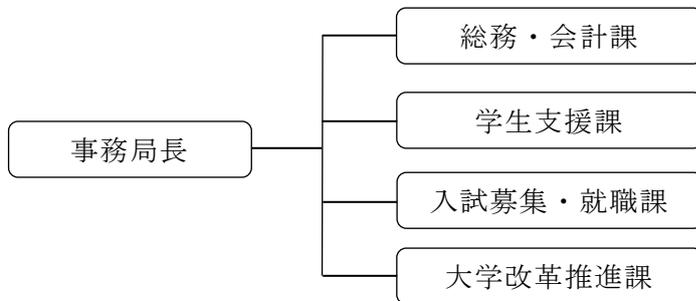 事務局長
総務・会計課
学生支援課
入試募集・就職課
大学改革推進課